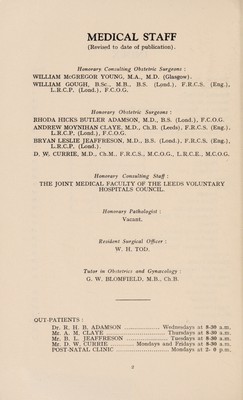 MEDICAL STAFF
(Revised to date of publication).
Honorary Consulting Obstetric Surgeons :
WILLIAM McGREGOR YOUNG, M.A., M.D. (Glasgow).
WILLIAM GOUGH, B.Sc., M.B., B.S. (Lond.), F.R.C.S. (Eng.),
L.R.C.P. (Lond.), F.C.O.G.
Honorary Obstetric Surgeons :
RHODA HICKS BUTLER ADAMSON, M.D., B.S. (Lond.), F.C.O.G.
ANDREW MOYNIHAN CLAYE, M.D., Ch.B. (Leeds), F.R.C.S. (Eng.),
L.R.C.P. (Lond.), F.C.O.G.
BRYAN LESLIE JEAFFRESON, M.D., B.S. (Lond.), F.R.C.S. (Eng.),
L.R.C.P. (Lond.).
D. W. CURRIE, M.D., Ch.M. F.R.C.S., M.C.O.G., L.R.C.E., M.C.O.G.
Honorary Consulting Staff :
THE JOINT MEDICAL FACULTY OF THE LEEDS VOLUNTARY
HOSPITALS COUNCIL.
Honorary Pathologist :
Vacant.
Resident Surgical Officer :
W. H. TOD.
Tutor in Obstetrics and Gynæcology :
G. W. BLOMFIELD, M.B., Ch.B.
OUT-PATIENTS :
Dr. R. H. B. ADAMSON .................. Wednesdays at 8-30 a.m.
Mr. A. M. CLAYE ........................... Thursdays at 8-30 a.m.
Mr. B. L. JEAFFRESON .................. Tuesdays at 8-30 a.m.
Mr. D. W. CURRIE ............ Mondays and Fridays at 8-30 a.m.
POST-NATAL CLINIC ........................ Mondays at 2- 0 p.m.